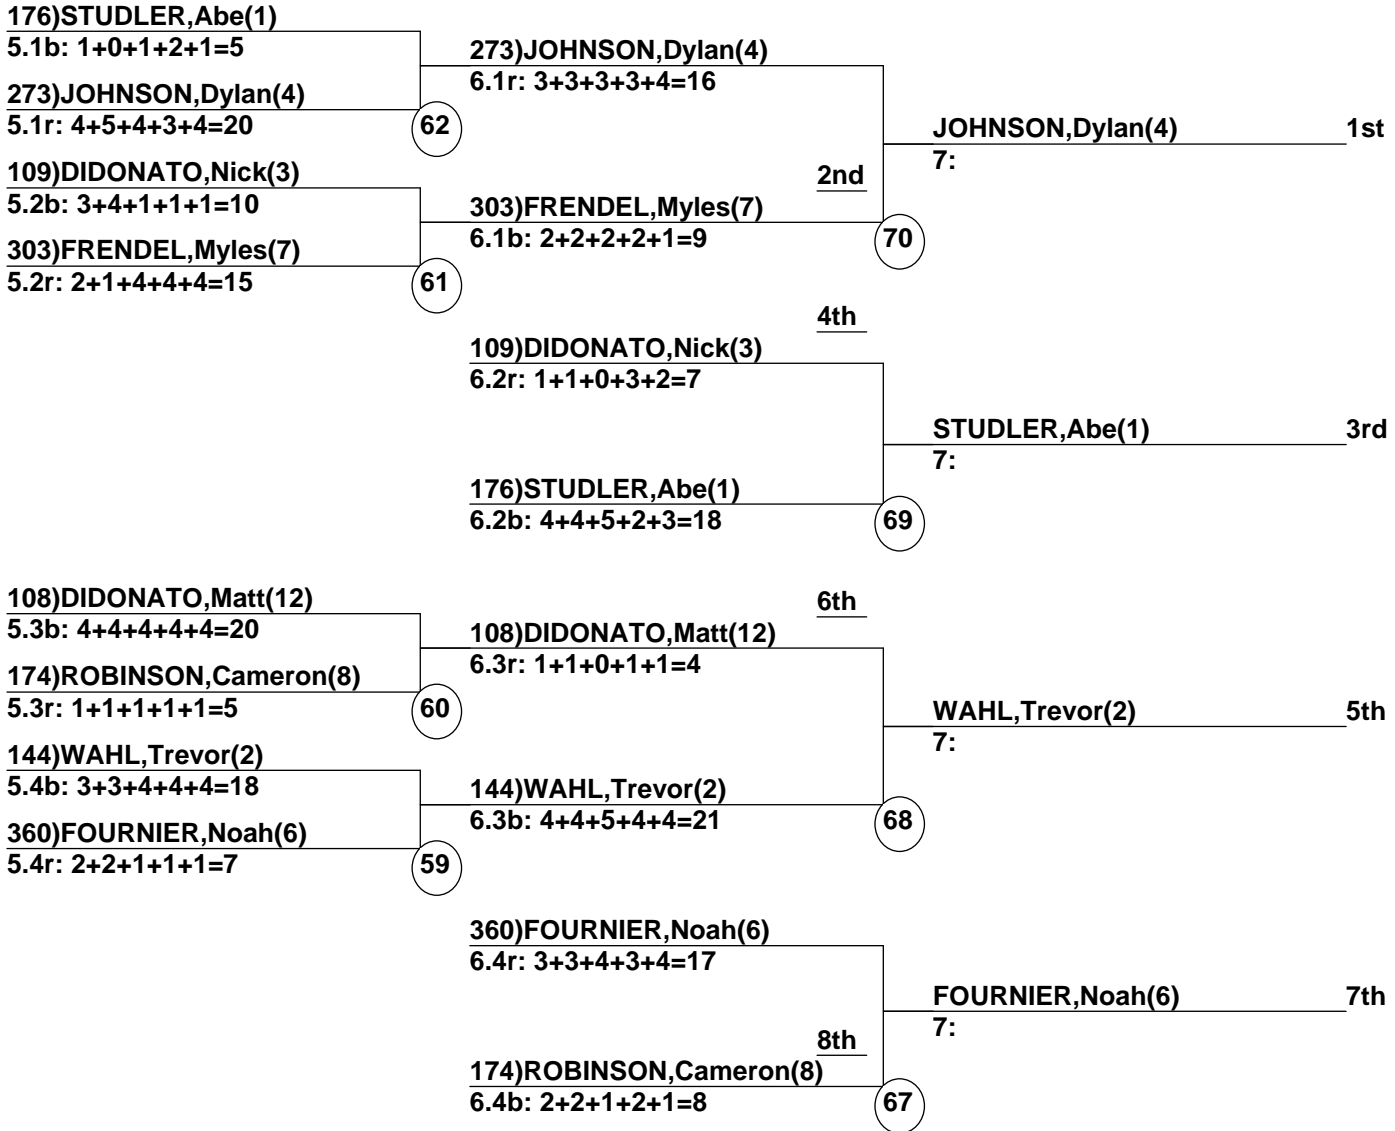 176)STUDLER,Abe(1)
5.1b: 1+0+1+2+1=5
273)JOHNSON,Dylan(4)
5.1r: 4+5+4+3+4=20
62
109)DIDONATO,Nick(3)
5.2b: 3+4+1+1+1=10
303)FRENDEL,Myles(7)
5.2r: 2+1+4+4+4=15
61
273)JOHNSON,Dylan(4)
6.1r: 3+3+3+3+4=16
2nd
303)FRENDEL,Myles(7)
6.1b: 2+2+2+2+1=9
70
JOHNSON,Dylan(4) 1st
7:
4th
109)DIDONATO,Nick(3)
6.2r: 1+1+0+3+2=7
176)STUDLER,Abe(1)
6.2b: 4+4+5+2+3=18
69
STUDLER,Abe(1) 3rd
7:
108)DIDONATO,Matt(12)
5.3b: 4+4+4+4+4=20
174)ROBINSON,Cameron(8)
5.3r: 1+1+1+1+1=5
60
144)WAHL,Trevor(2)
5.4b: 3+3+4+4+4=18
360)FOURNIER,Noah(6)
5.4r: 2+2+1+1+1=7
59
6th
108)DIDONATO,Matt(12)
6.3r: 1+1+0+1+1=4
144)WAHL,Trevor(2)
6.3b: 4+4+5+4+4=21
68
WAHL,Trevor(2) 5th
7:
360)FOURNIER,Noah(6)
6.4r: 3+3+4+3+4=17
8th
174)ROBINSON,Cameron(8)
6.4b: 2+2+1+2+1=8
67
FOURNIER,Noah(6) 7th
7: